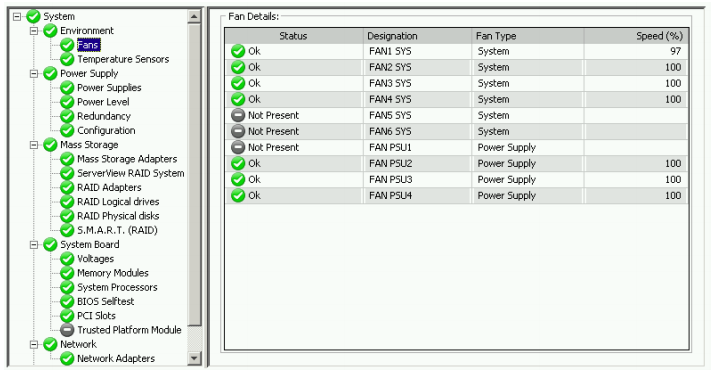 System
Environment
Fans
Temperature Sensors
Power Supply
Power Supplies
Power Level
Redundancy
Configuration
Mass Storage
Mass Storage Adapters
ServerView RAID System
RAID Adapters
RAID Logical drives
RAID Physical disks
S.M.A.R.T. (RAID)
System Board
Voltages
Memory Modules
System Processors
BIOS Selftest
PCI Slots
Trusted Platform Module
Network
Network Adapters
Fan Details:
Status Designation Fan Type Speed (%)
Ok FAN1 SYS System 97
Ok FAN2 SYS System 100
Ok FAN3 SYS System 100
Ok FAN4 SYS System 100
Not Present FAN5 SYS System
Not Present FAN6 SYS System
Not Present FAN PSU1 Power Supply
Ok FAN PSU2 Power Supply 100
Ok FAN PSU3 Power Supply 100
Ok FAN PSU4 Power Supply 100